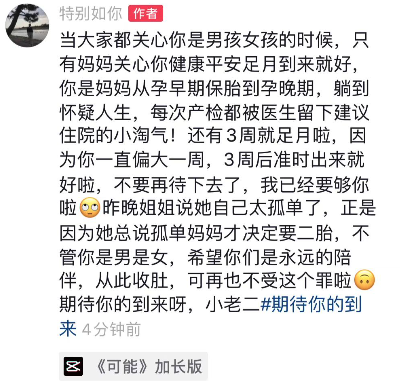 特别如你 作者
当大家都关心你是男孩女孩的时候，只
有妈妈关心你健康平安足月到来就好，
你是妈妈从孕早期保胎到孕晚期，躺到
怀疑人生，每次产检都被医生留下建议
住院的小淘气！还有3周就足月啦，因
为你一直偏大一周，3周后准时出来就
好啦，不要再待下去了，我已经要够你
啦🙄昨晚姐姐说她自己太孤单了，正是
因为她总说孤单妈妈才决定要二胎，不
管你是男是女，希望你们是永远的陪
伴，从此收肚，可再也不受这个罪啦🙃
期待你的到来呀，小老二#期待你的到
来 4分钟前
《可能》加长版